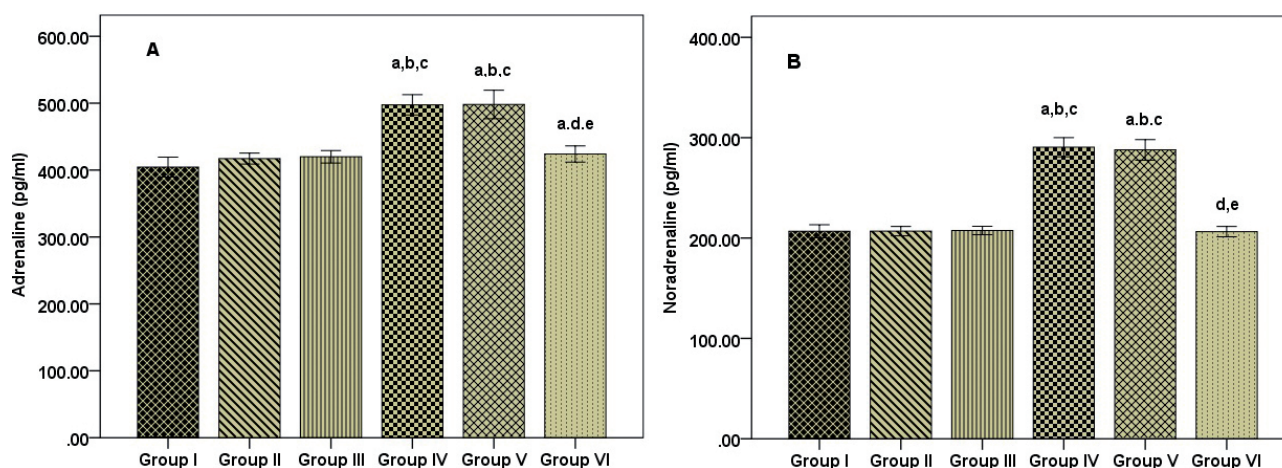 A
600.00
500.00
400.00
300.00
200.00
100.00
.00
Adrenaline (pg/ml)
a,b,c
a,b,c
a.d.e
Group I Group II Group III Group IV Group V Group VI
B
400.00
300.00
200.00
100.00
.00
Noradrenaline (pg/ml)
a,b,c
a.b.c
d,e
Group I Group II Group III Group IV Group V Group VI